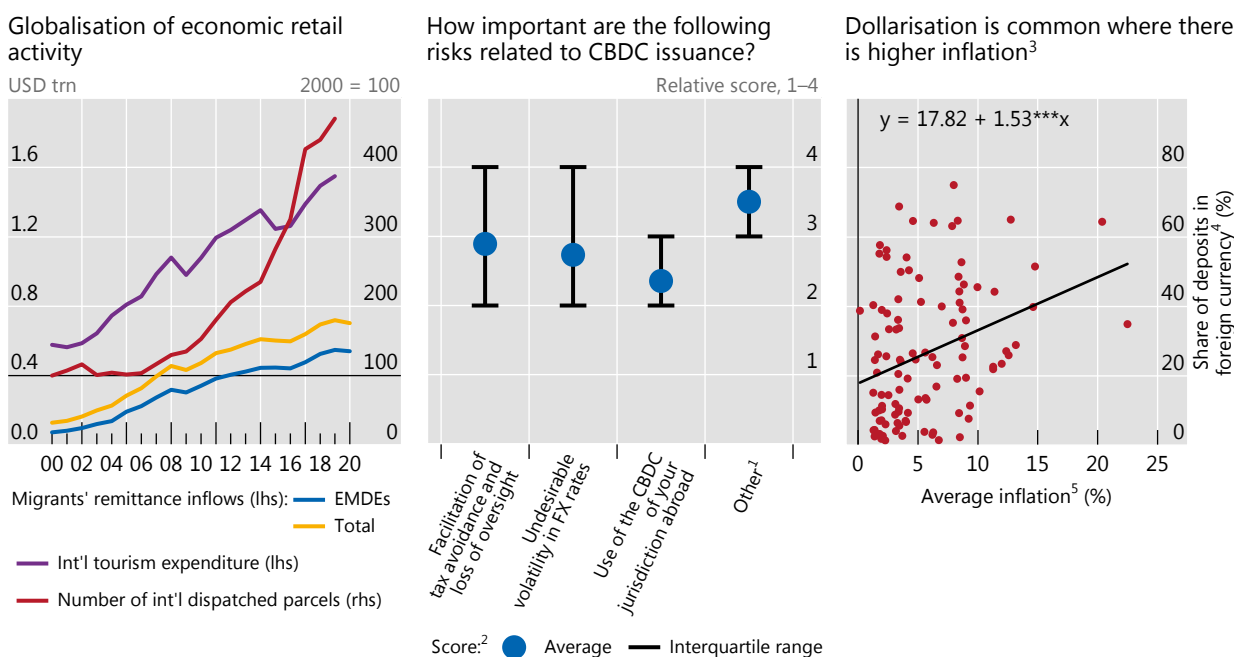 Globalisation of economic retail
activity
USD trn 2000 = 100
1.6 400
1.2 300
0.8 200
0.4 100
0.0 0
00 02 04 06 08 10 12 14 16 18 20
Migrants' remittance inflows (lhs): EMDEs
Total
Int'l tourism expenditure (lhs)
Number of int'l dispatched parcels (rhs)
How important are the following
risks related to CBDC issuance?
Relative score, 1–4
4
3
2
1
Facilitation of
tax avoidance and
loss of oversight
Undesirable
volatility in FX rates
Use of the CBDC
of your
jurisdiction abroad
Other1
Score:2 Average Interquartile range
Dollarisation is common where there
is higher inflation3
y = 17.82 + 1.53***x
80
60
40
20
0
Share of deposits in
foreign currency4 (%)
0 5 10 15 20 25
Average inflation5 (%)